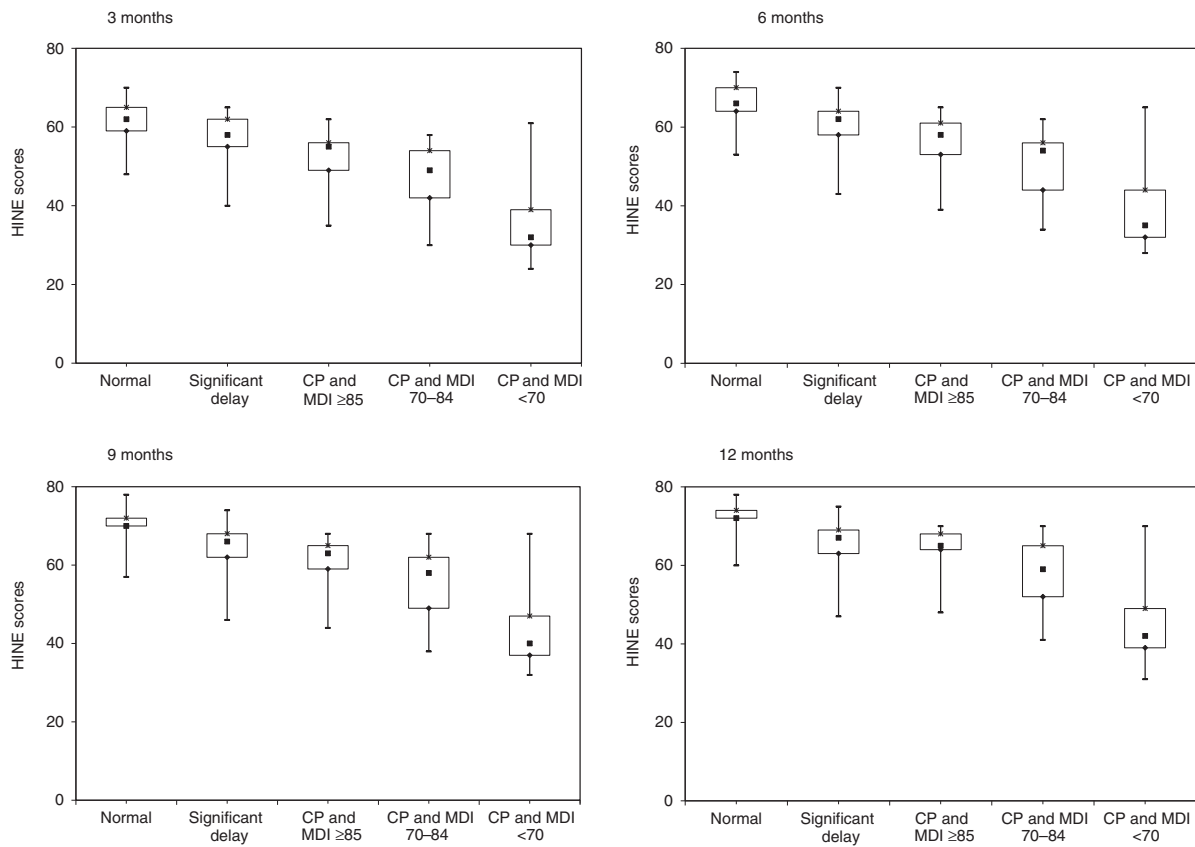 3 months
80
60
40
20
0
HINE scores
Normal
Significant
delay
CP and
MDI ≥85
CP and MDI
70–84
CP and MDI
<70
6 months
80
60
40
20
0
HINE scores
Normal
Significant
delay
CP and
MDI ≥85
CP and MDI
70–84
CP and MDI
<70
9 months
80
60
40
20
0
HINE scores
Normal
Significant
delay
CP and
MDI ≥85
CP and MDI
70–84
CP and MDI
<70
12 months
80
60
40
20
0
HINE scores
Normal
Significant
delay
CP and
MDI ≥85
CP and MDI
70–84
CP and MDI
<70